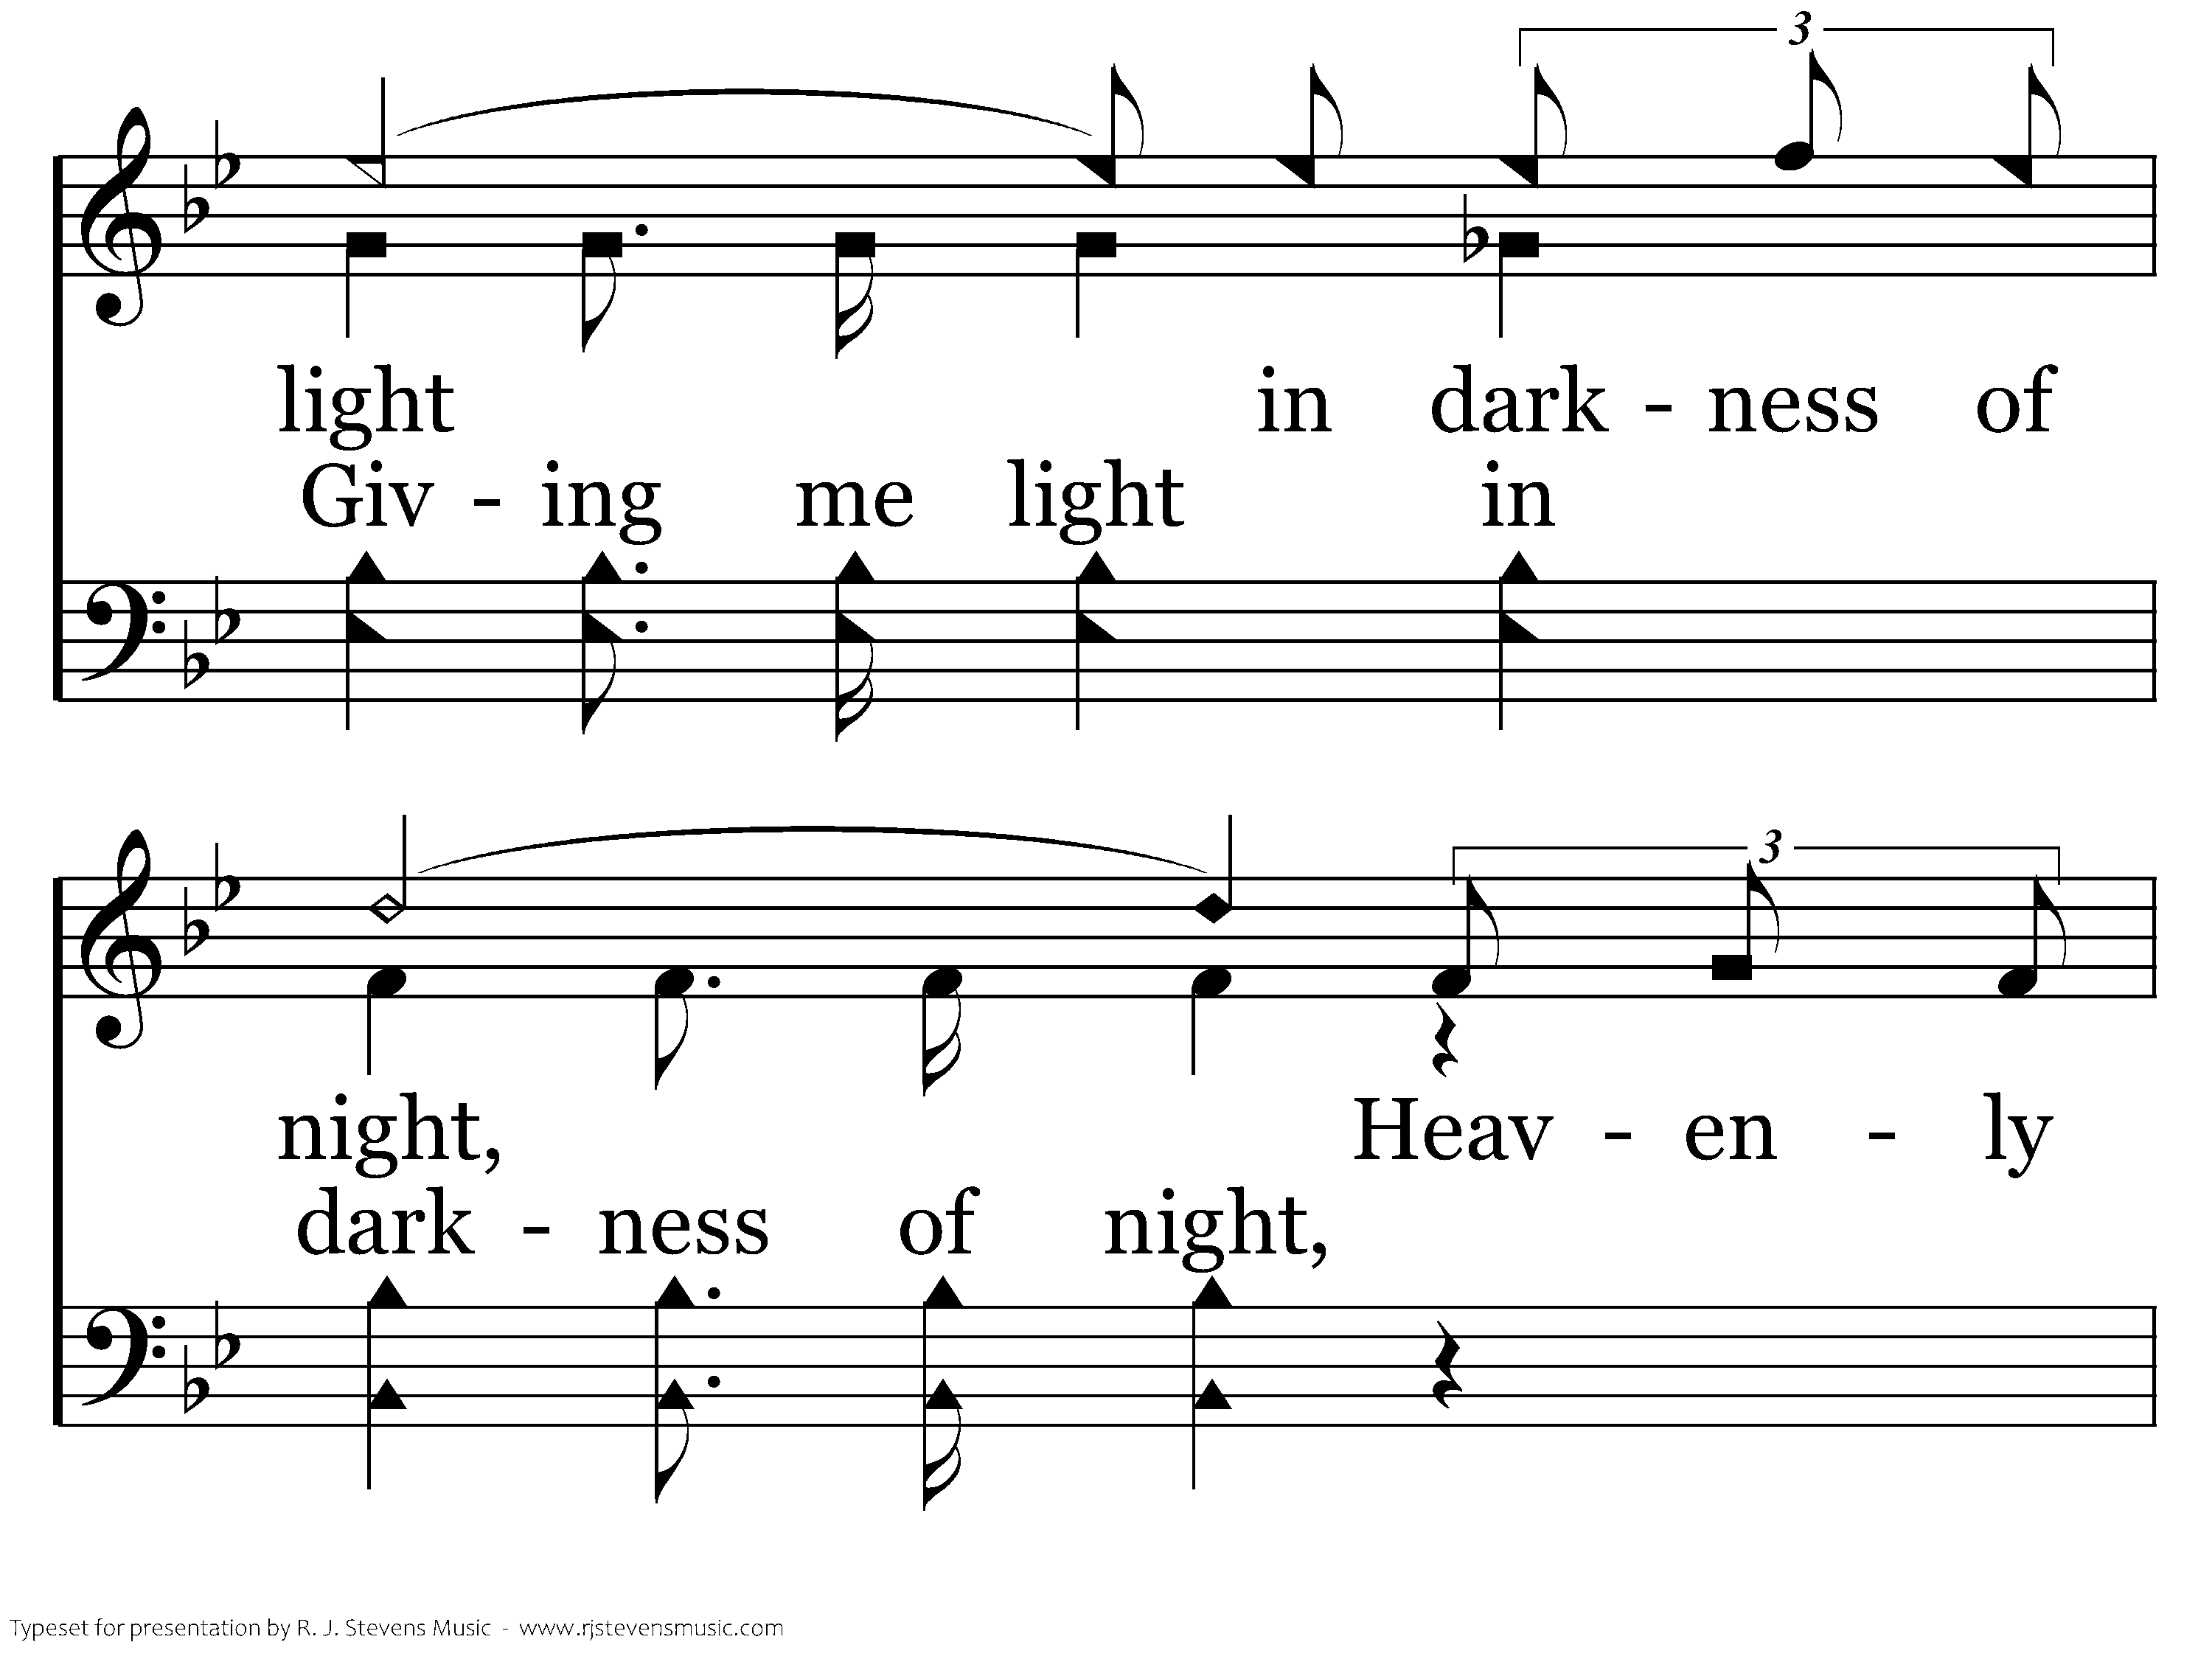 3
light in dark - ness of
Giv - ing me light in
3
night, Heav - en - ly
dark - ness of night,
Typeset for presentation by R. J. Stevens Music - www.rjstevensmusic.com